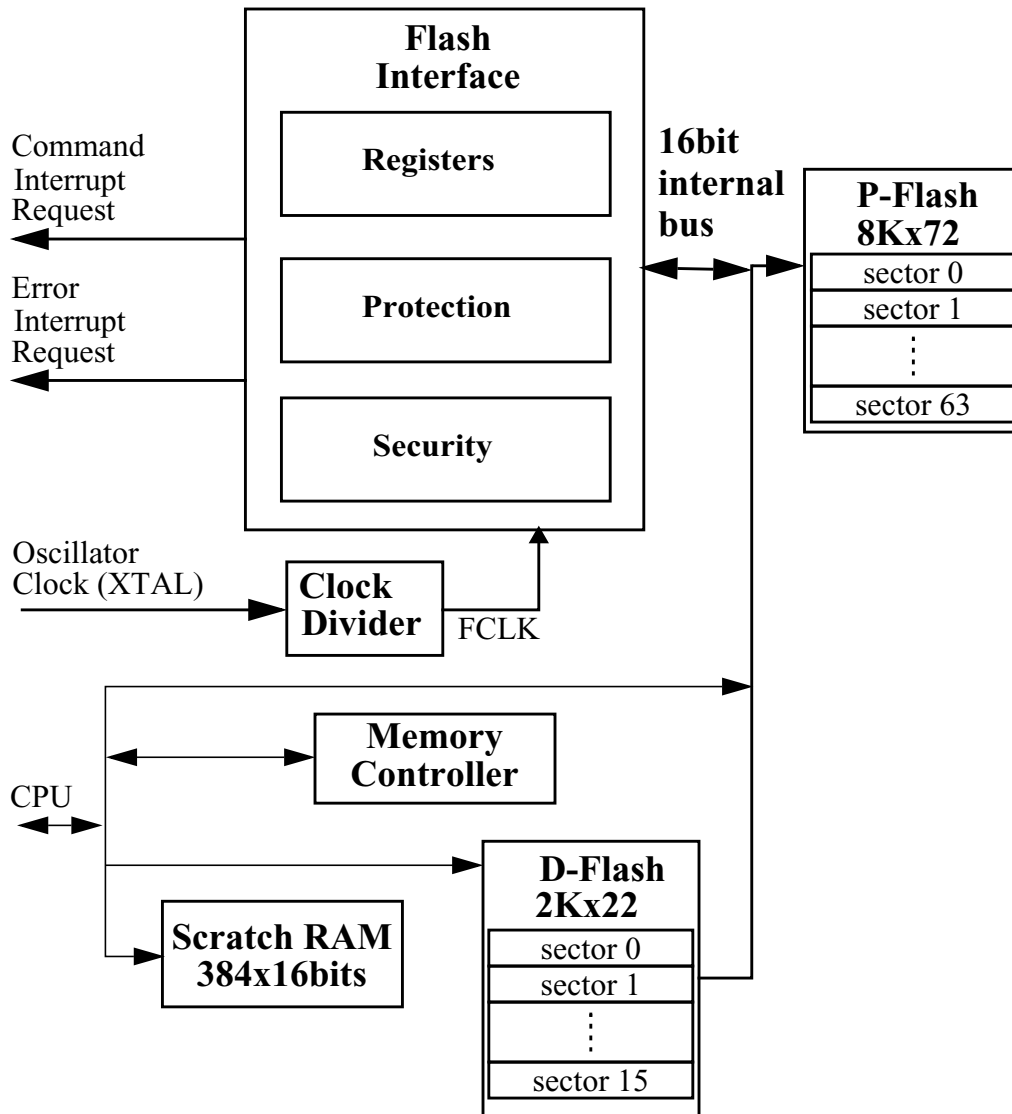 Flash
Interface
Registers
Protection
Security
Command
Interrupt
Request
Error
Interrupt
Request
16bit
internal
bus
P-Flash
8Kx72
sector 0
sector 1
sector 63
Oscillator
Clock (XTAL)
Clock
Divider
FCLK
Memory
Controller
CPU
D-Flash
2Kx22
sector 0
sector 1
sector 15
Scratch RAM
384x16bits